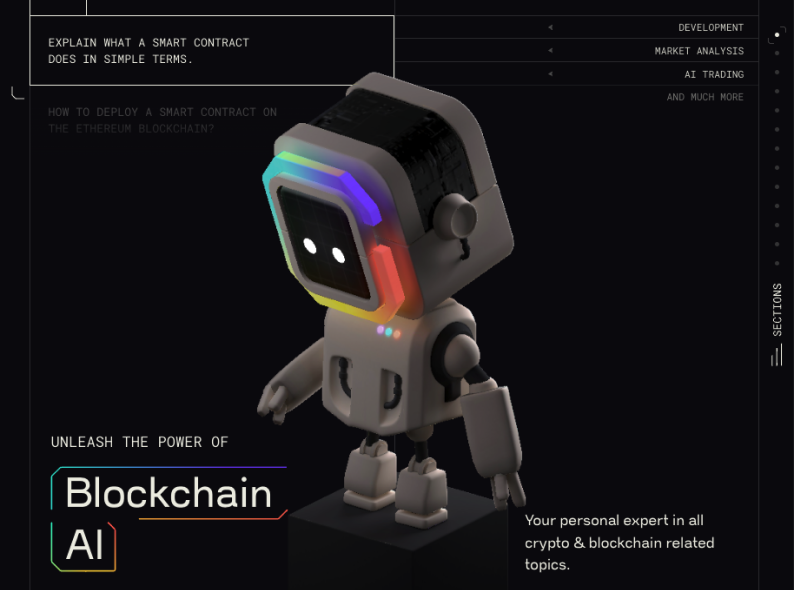 EXPLAIN WHAT A SMART CONTRACT
DOES IN SIMPLE TERMS.
HOW TO DEPLOY A SMART CONTRACT ON
THE ETHEREUM BLOCKCHAIN?
DEVELOPMENT
MARKET ANALYSIS
AI TRADING
AND MUCH MORE
SECTIONS
UNLEASH THE POWER OF
Blockchain
AI
Your personal expert in all
crypto & blockchain related
topics.